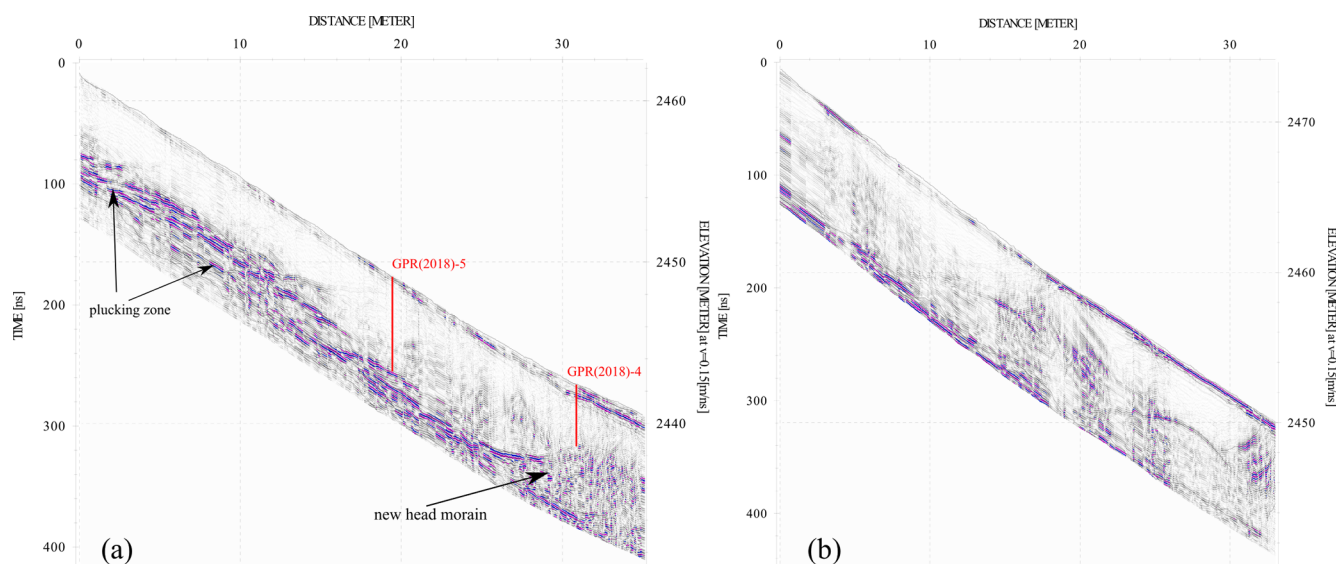 DISTANCE [METER]
0 10 20 30
0
100
200
300
400
TIME [ns]
2460
2450
2440
ELEVATION [METER] at v=0.15[m/ns]
plucking zone
GPR(2018)-5
GPR(2018)-4
new head morain
(a)
DISTANCE [METER]
0 10 20 30
0
100
200
300
400
TIME [ns]
2470
2460
2450
ELEVATION [METER] at v=0.15[m/ns]
(b)